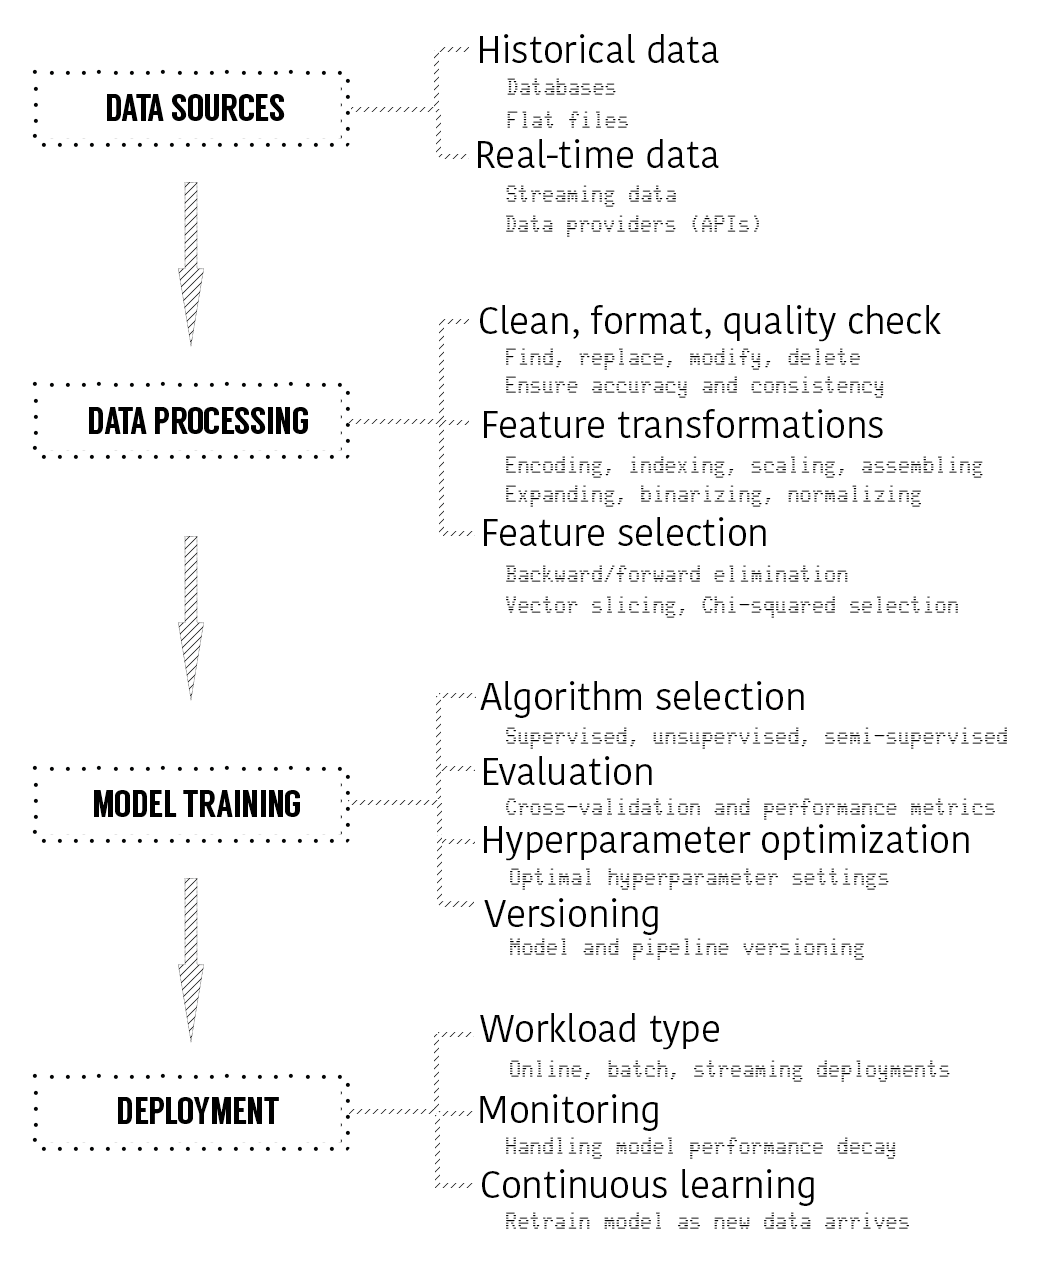 DATA SOURCES
Historical data
Databases
Flat files
Real-time data
Streaming data
Data providers (APIs)
DATA PROCESSING
Clean, format, quality check
Find, replace, modify, delete
Ensure accuracy and consistency
Feature transformations
Encoding, indexing, scaling, assembling
Expanding, binarizing, normalizing
Feature selection
Backward/forward elimination
Vector slicing, Chi-squared selection
MODEL TRAINING
Algorithm selection
Supervised, unsupervised, semi-supervised
Evaluation
Cross-validation and performance metrics
Hyperparameter optimization
Optimal hyperparameter settings
Versioning
Model and pipeline versioning
DEPLOYMENT
Workload type
Online, batch, streaming deployments
Monitoring
Handling model performance decay
Continuous learning
Retrain model as new data arrives